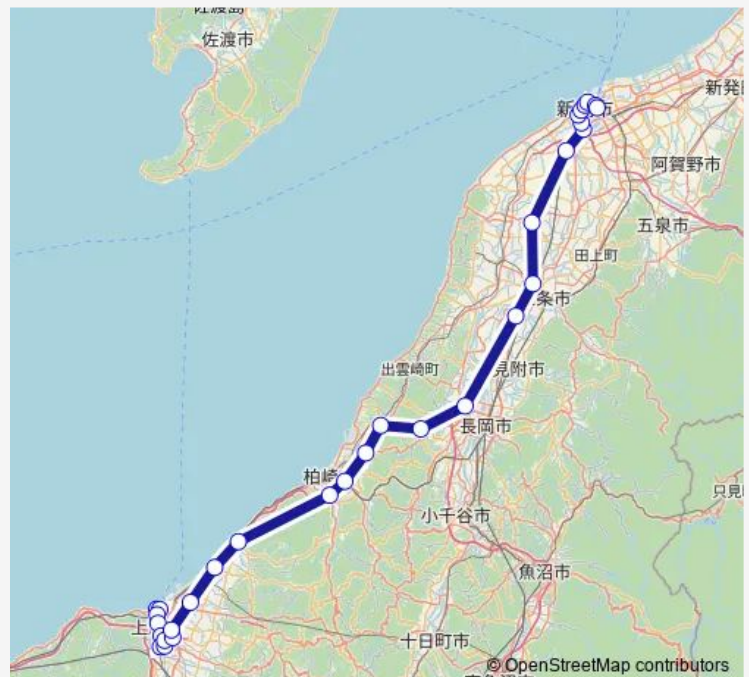 佐渡市
新発
阿賀野市
五泉市
田上町
条市
出雲崎町
見附市
長岡市
柏崎
只見
小千谷市
魚沼市
上
十日町市
© OpenStreetMap contributors